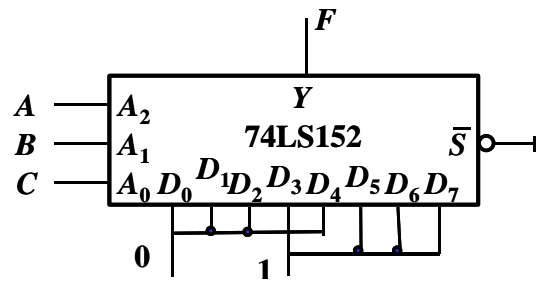 F
A A₂ Y
B A₁ 74LS152 S̅
C A₀ D₀ D₁ D₂ D₃ D₄ D₅ D₆ D₇
0 1